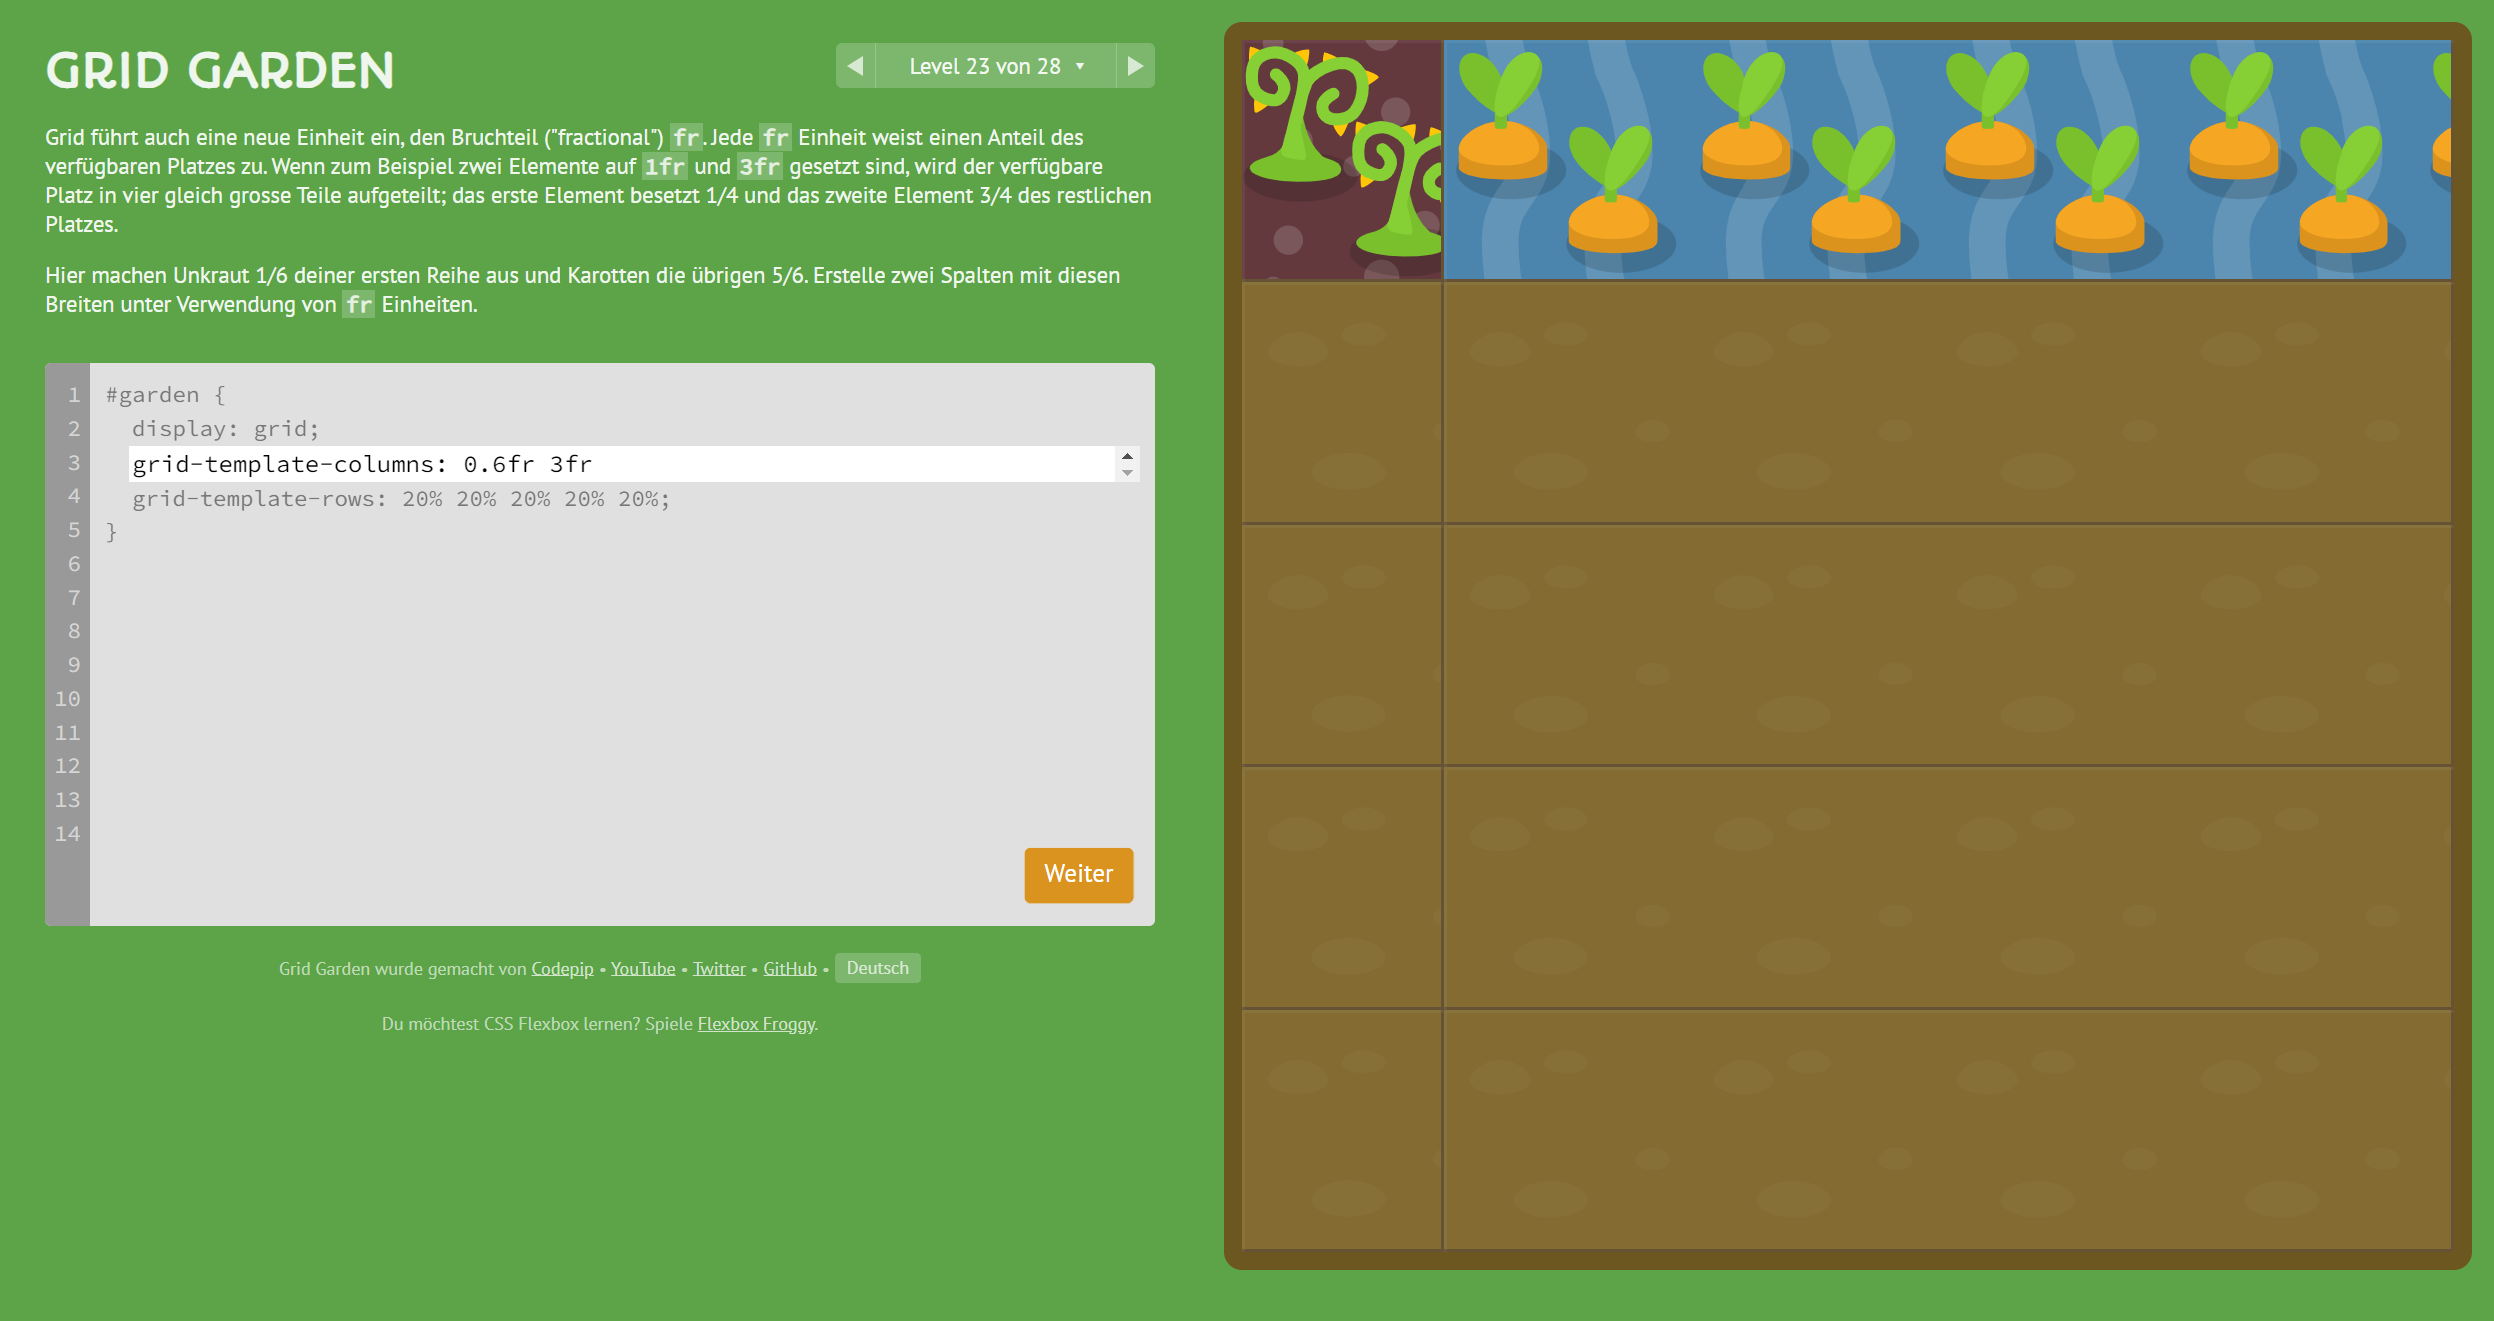 GRID GARDEN
Level 23 von 28
Grid führt auch eine neue Einheit ein, den Bruchteil ("fractional") fr. Jede fr Einheit weist einen Anteil des
verfügbaren Platzes zu. Wenn zum Beispiel zwei Elemente auf 1fr und 3fr gesetzt sind, wird der verfügbare
Platz in vier gleich grosse Teile aufgeteilt; das erste Element besetzt 1/4 und das zweite Element 3/4 des restlichen
Platzes.
Hier machen Unkraut 1/6 deiner ersten Reihe aus und Karotten die übrigen 5/6. Erstelle zwei Spalten mit diesen
Breiten unter Verwendung von fr Einheiten.
1 #garden {
2 display: grid;
3 grid-template-columns: 0.6fr 3fr
4 grid-template-rows: 20% 20% 20% 20% 20%;
5 }
6
7
8
9
10
11
12
13
14
Weiter
Grid Garden wurde gemacht von Codepip • YouTube • Twitter • GitHub • Deutsch
Du möchtest CSS Flexbox lernen? Spiele Flexbox Froggy.